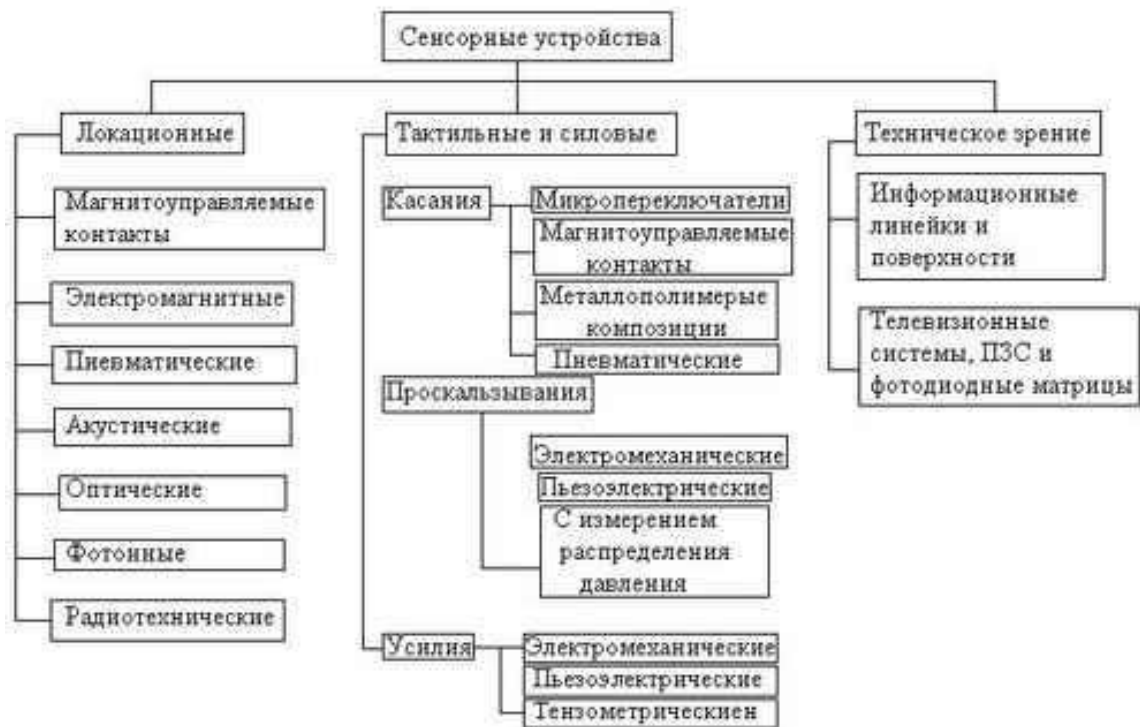 Сенсорные устройства
Локационные
Магнитоуправляемые
контакты
Электромагнитные
Пневматические
Акустические
Оптические
Фотонные
Радиотехнические
Тактильные и силовые
Касания
Микропереключатели
Магнитоуправляемые
контакты
Металлополимерые
композиции
Пневматические
Проскальзывания
Электромеханические
Пьезоэлектрические
С измерением
распределения
давления
Усилия
Электромеханические
Пьезоэлектрические
Тензометрическиен
Техническое зрение
Информационные
линейки и
поверхности
Телевизионные
системы, ПЗС и
фотодиодные матрицы